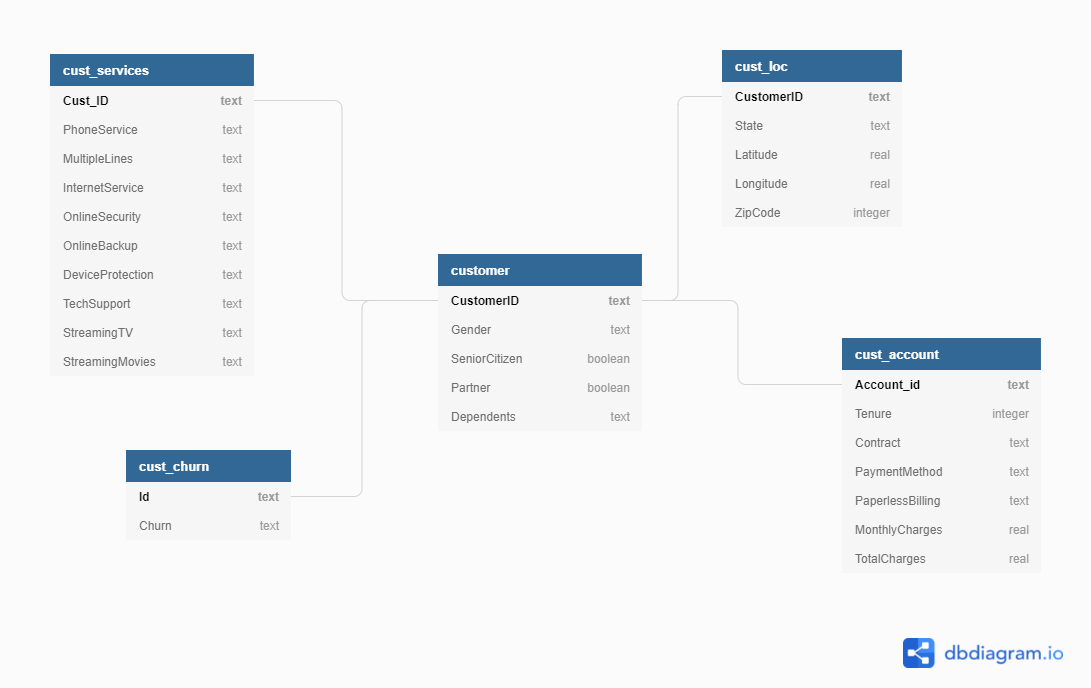 cust_services
Cust_ID text
PhoneService text
MultipleLines text
InternetService text
OnlineSecurity text
OnlineBackup text
DeviceProtection text
TechSupport text
StreamingTV text
StreamingMovies text
cust_loc
CustomerID text
State text
Latitude real
Longitude real
ZipCode integer
customer
CustomerID text
Gender text
SeniorCitizen boolean
Partner boolean
Dependents text
cust_account
Account_id text
Tenure integer
Contract text
PaymentMethod text
PaperlessBilling text
MonthlyCharges real
TotalCharges real
cust_churn
Id text
Churn text
dbdiagram.io